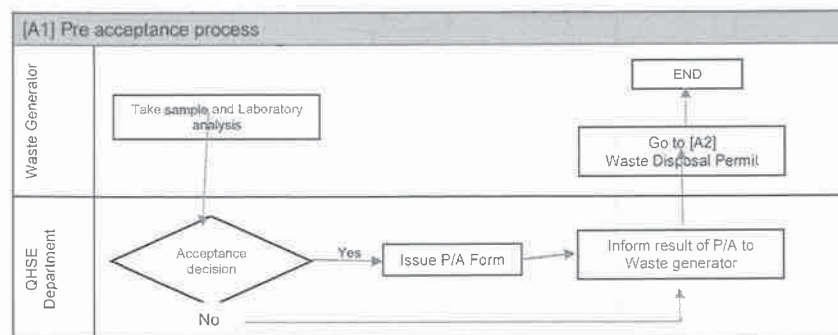 [A1] Pre acceptance process
Waste Generator
Take sample and Laboratory
analysis
END
Go to [A2]
Waste Disposal Permit
QHSE
Department
Acceptance
decision
Yes
Issue P/A Form
Inform result of P/A to
Waste generator
No